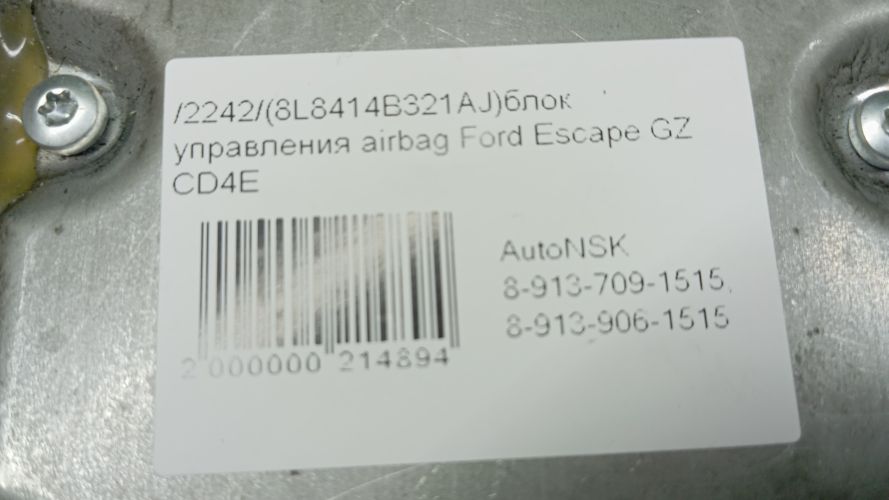 /2242/(8L8414B321AJ)блок
управления airbag Ford Escape GZ
CD4E
AutoNSK
8-913-709-1515,
8-913-906-1515
2 000000 214894